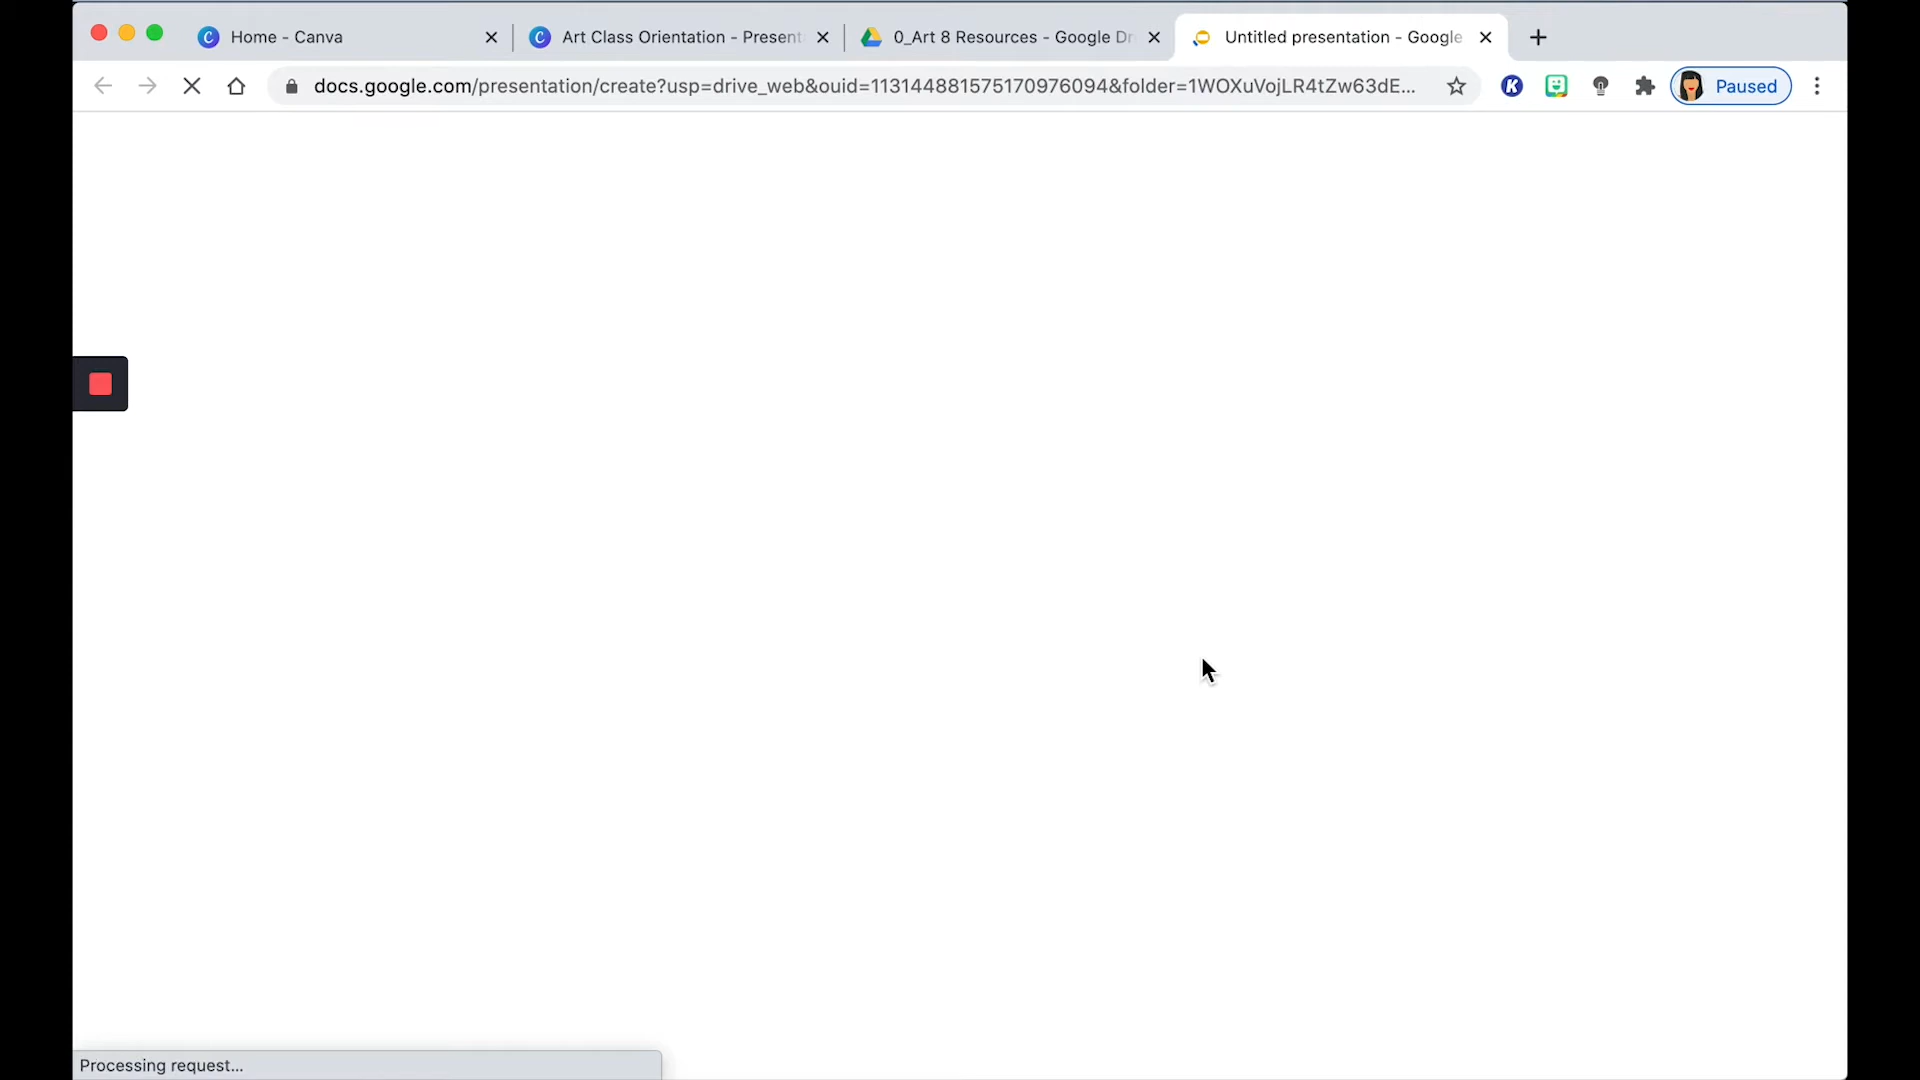 Home - Canva
Art Class Orientation - Present
0_Art 8 Resources - Google Dr
Untitled presentation - Google
docs.google.com/presentation/create?usp=drive_web&ouid=113144881575170976094&folder=1WOXuVojLR4tZw63dE...
Paused
Processing request...